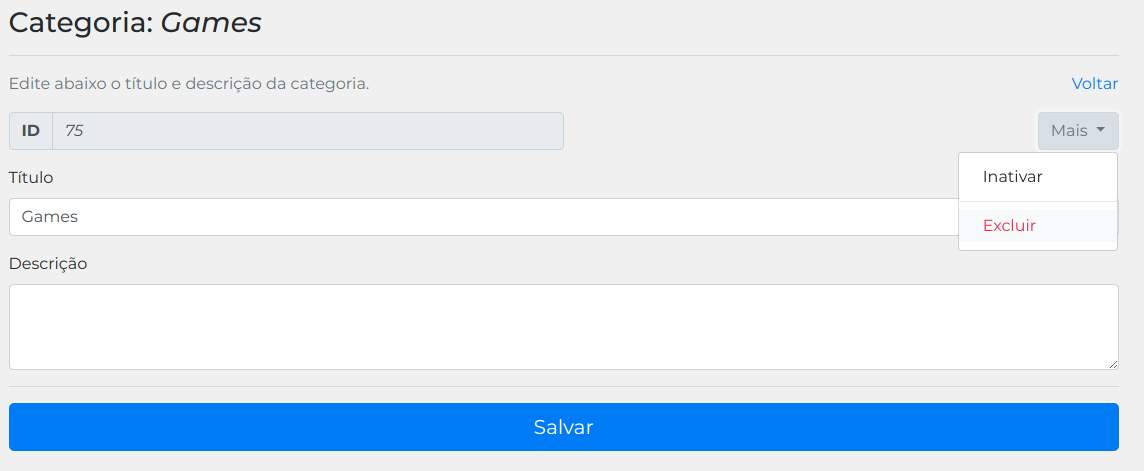 Categoria: Games
Edite abaixo o título e descrição da categoria.
Voltar
ID
75
Mais
Inativar
Excluir
Título
Games
Descrição
Salvar